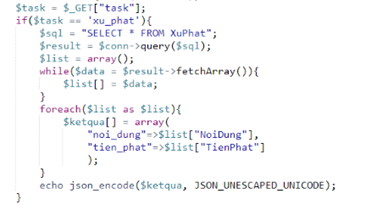 $task = $_GET["task"];
if($task == 'xu_phat'){
$sql = "SELECT * FROM XuPhat";
$result = $conn->query($sql);
$list = array();
while($data = $result->fetchArray()){
$list[] = $data;
}
foreach($list as $list){
$ketqua[] = array(
"noi_dung"=>$list["NoiDung"],
"tien_phat"=>$list["TienPhat"]
);
}
echo json_encode($ketqua, JSON_UNESCAPED_UNICODE);
}